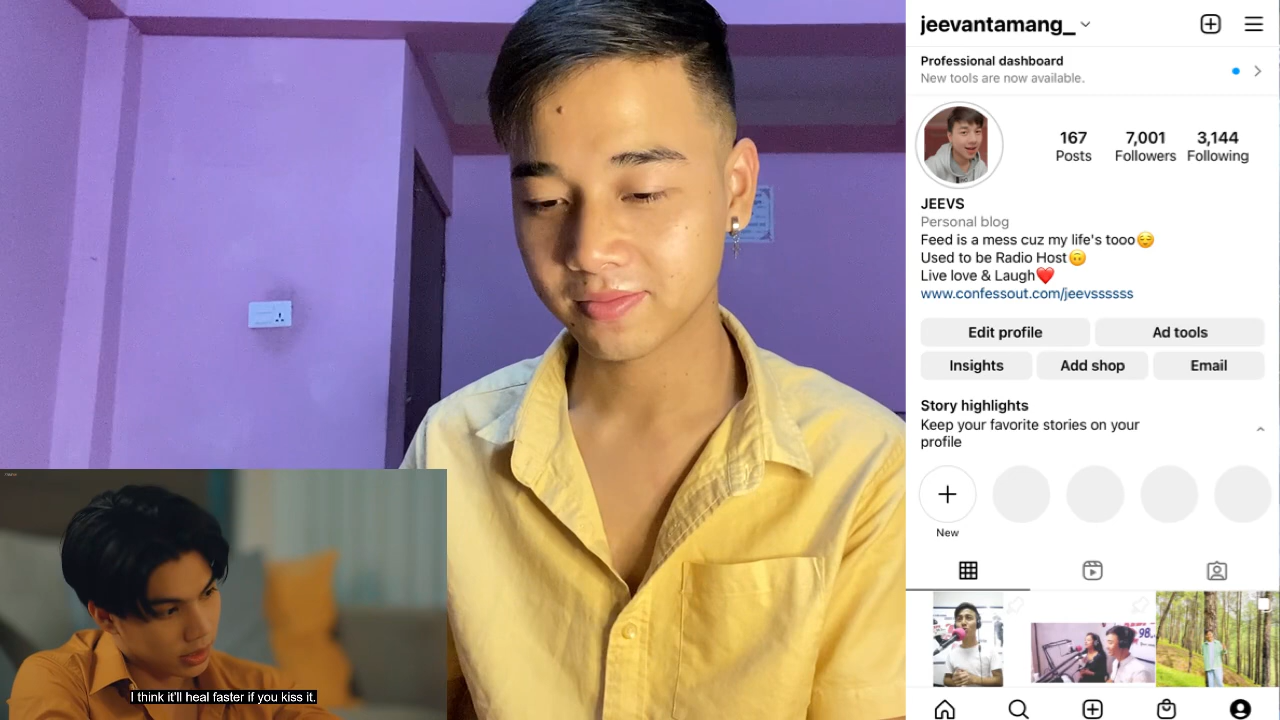 jeevantamang_
Professional dashboard
New tools are now available.
167
7,001
3,144
Posts
Followers
Following
JEEVS
Personal blog
Feed is a mess cuz my life's tooo😌
Used to be Radio Host🙃
Live love & Laugh❤️
www.confessout.com/jeevssssss
Edit profile
Ad tools
Insights
Add shop
Email
Story highlights
Keep your favorite stories on your
profile
New
I think it'll heal faster if you kiss it.